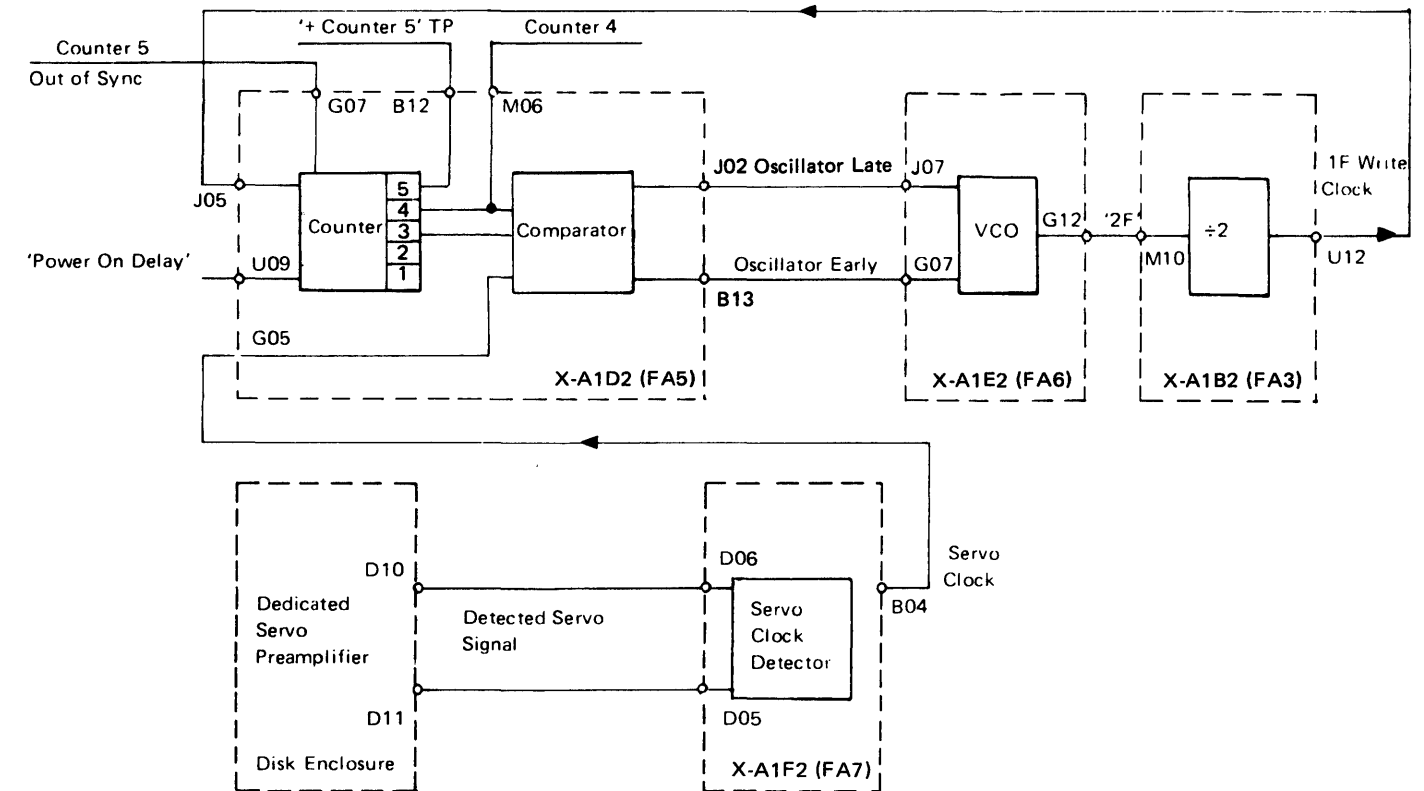 '+ Counter 5' TP
Counter 4
Counter 5
Out of Sync
G07
B12
M06
J02 Oscillator Late
J07
1F Write
Clock
J05
Counter
5
4
3
2
1
Comparator
VCO
G12
'2F'
÷2
'Power On Delay'
U09
Oscillator Early
G07
M10
U12
B13
G05
X-A1D2 (FA5)
X-A1E2 (FA6)
X-A1B2 (FA3)
Servo
Clock
D10
D06
B04
Dedicated
Servo
Preamplifier
Detected Servo
Signal
Servo
Clock
Detector
D11
D05
Disk Enclosure
X-A1F2 (FA7)